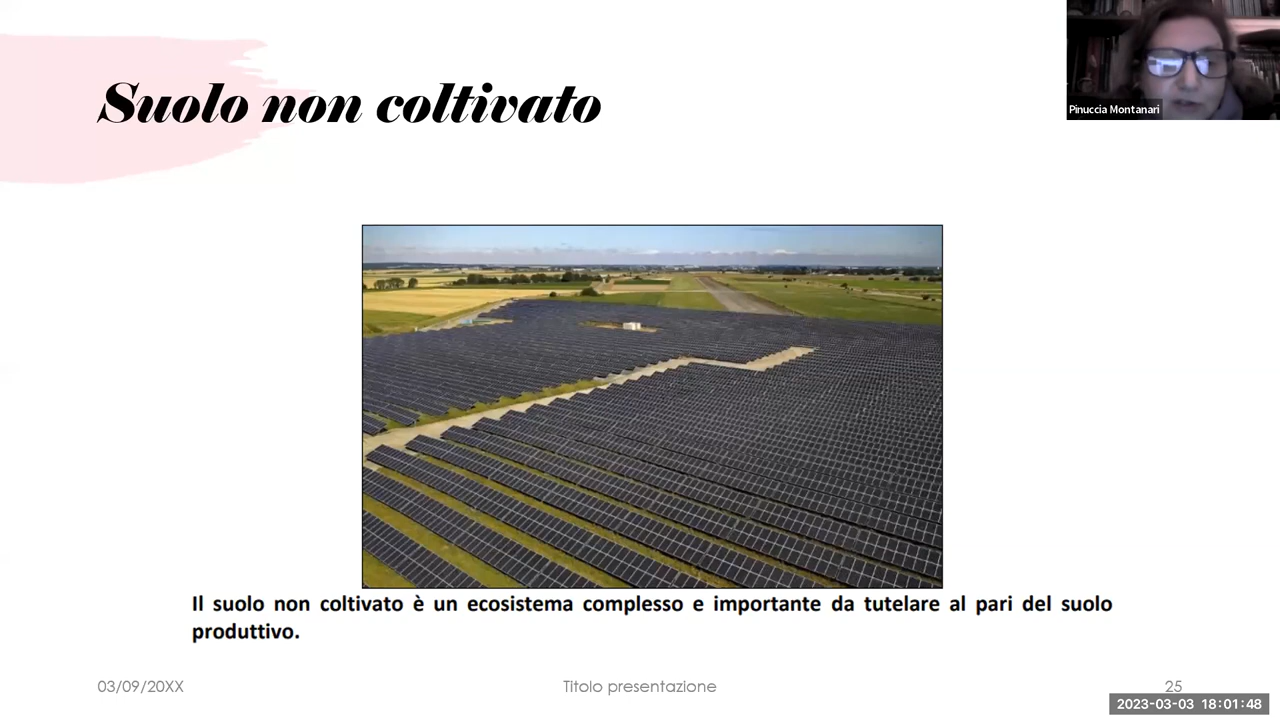 Suolo non coltivato
Pinuccia Montanari
Il suolo non coltivato è un ecosistema complesso e importante da tutelare al pari del suolo
produttivo.
03/09/20XX
Titolo presentazione
25
2023-03-03 18:01:48